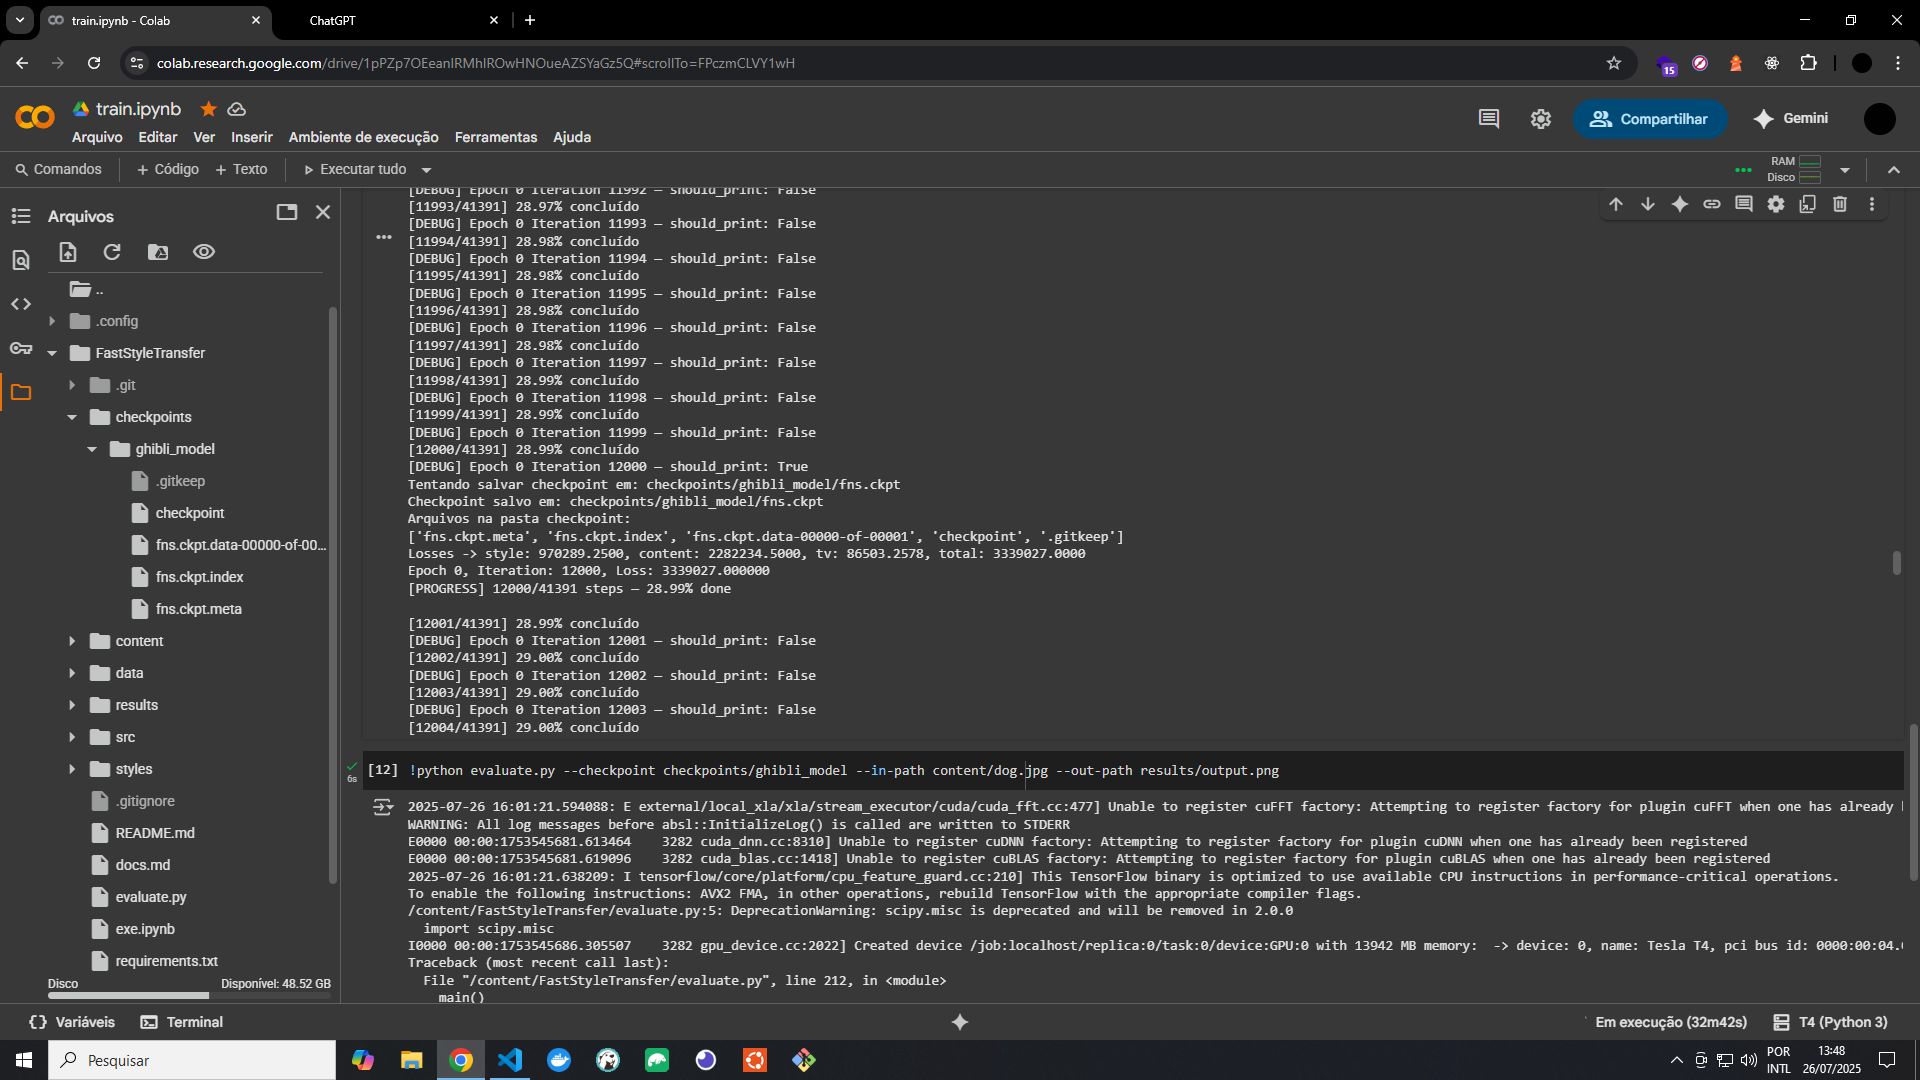 train.ipynb - Colab
ChatGPT
colab.research.google.com/drive/1pPZp7OEeanIRMhlROwHNOueAZSYaGz5Q#scrollTo=FPczmCLVY1wH
15
train.ipynb
Arquivo Editar Ver Inserir Ambiente de execução Ferramentas Ajuda
Compartilhar
Gemini
Comandos + Código + Texto Executar tudo
RAM
Disco
Arquivos
..
.config
FastStyleTransfer
.git
checkpoints
ghibli_model
.gitkeep
checkpoint
fns.ckpt.data-00000-of-00...
fns.ckpt.index
fns.ckpt.meta
content
data
results
src
styles
.gitignore
README.md
docs.md
evaluate.py
exe.ipynb
requirements.txt
Disco Disponível: 48.52 GB
[DEBUG] Epoch 0 Iteration 11992 — should_print: False
[11993/41391] 28.97% concluído
[DEBUG] Epoch 0 Iteration 11993 — should_print: False
[11994/41391] 28.98% concluído
[DEBUG] Epoch 0 Iteration 11994 — should_print: False
[11995/41391] 28.98% concluído
[DEBUG] Epoch 0 Iteration 11995 — should_print: False
[11996/41391] 28.98% concluído
[DEBUG] Epoch 0 Iteration 11996 — should_print: False
[11997/41391] 28.98% concluído
[DEBUG] Epoch 0 Iteration 11997 — should_print: False
[11998/41391] 28.99% concluído
[DEBUG] Epoch 0 Iteration 11998 — should_print: False
[11999/41391] 28.99% concluído
[DEBUG] Epoch 0 Iteration 11999 — should_print: False
[12000/41391] 28.99% concluído
[DEBUG] Epoch 0 Iteration 12000 — should_print: True
Tentando salvar checkpoint em: checkpoints/ghibli_model/fns.ckpt
Checkpoint salvo em: checkpoints/ghibli_model/fns.ckpt
Arquivos na pasta checkpoint:
['fns.ckpt.meta', 'fns.ckpt.index', 'fns.ckpt.data-00000-of-00001', 'checkpoint', '.gitkeep']
Losses -> style: 970289.2500, content: 2282234.5000, tv: 86503.2578, total: 3339027.0000
Epoch 0, Iteration: 12000, Loss: 3339027.000000
[PROGRESS] 12000/41391 steps — 28.99% done
[12001/41391] 28.99% concluído
[DEBUG] Epoch 0 Iteration 12001 — should_print: False
[12002/41391] 29.00% concluído
[DEBUG] Epoch 0 Iteration 12002 — should_print: False
[12003/41391] 29.00% concluído
[DEBUG] Epoch 0 Iteration 12003 — should_print: False
[12004/41391] 29.00% concluído
[12] !python evaluate.py --checkpoint checkpoints/ghibli_model --in-path content/dog.jpg --out-path results/output.png
6s
2025-07-26 16:01:21.594088: E external/local_xla/xla/stream_executor/cuda/cuda_fft.cc:477] Unable to register cuFFT factory: Attempting to register factory for plugin cuFFT when one has already
WARNING: All log messages before absl::InitializeLog() is called are written to STDERR
E0000 00:00:1753545681.613464 3282 cuda_dnn.cc:8310] Unable to register cuDNN factory: Attempting to register factory for plugin cuDNN when one has already been registered
E0000 00:00:1753545681.619096 3282 cuda_blas.cc:1418] Unable to register cuBLAS factory: Attempting to register factory for plugin cuBLAS when one has already been registered
2025-07-26 16:01:21.638209: I tensorflow/core/platform/cpu_feature_guard.cc:210] This TensorFlow binary is optimized to use available CPU instructions in performance-critical operations.
To enable the following instructions: AVX2 FMA, in other operations, rebuild TensorFlow with the appropriate compiler flags.
/content/FastStyleTransfer/evaluate.py:5: DeprecationWarning: scipy.misc is deprecated and will be removed in 2.0.0
import scipy.misc
I0000 00:00:1753545686.305507 3282 gpu_device.cc:2022] Created device /job:localhost/replica:0/task:0/device:GPU:0 with 13942 MB memory: -> device: 0, name: Tesla T4, pci bus id: 0000:00:04.
Traceback (most recent call last):
File "/content/FastStyleTransfer/evaluate.py", line 212, in <module>
main()
Variáveis Terminal
Em execução (32m42s) T4 (Python 3)
Pesquisar
POR
INTL
13:48
26/07/2025